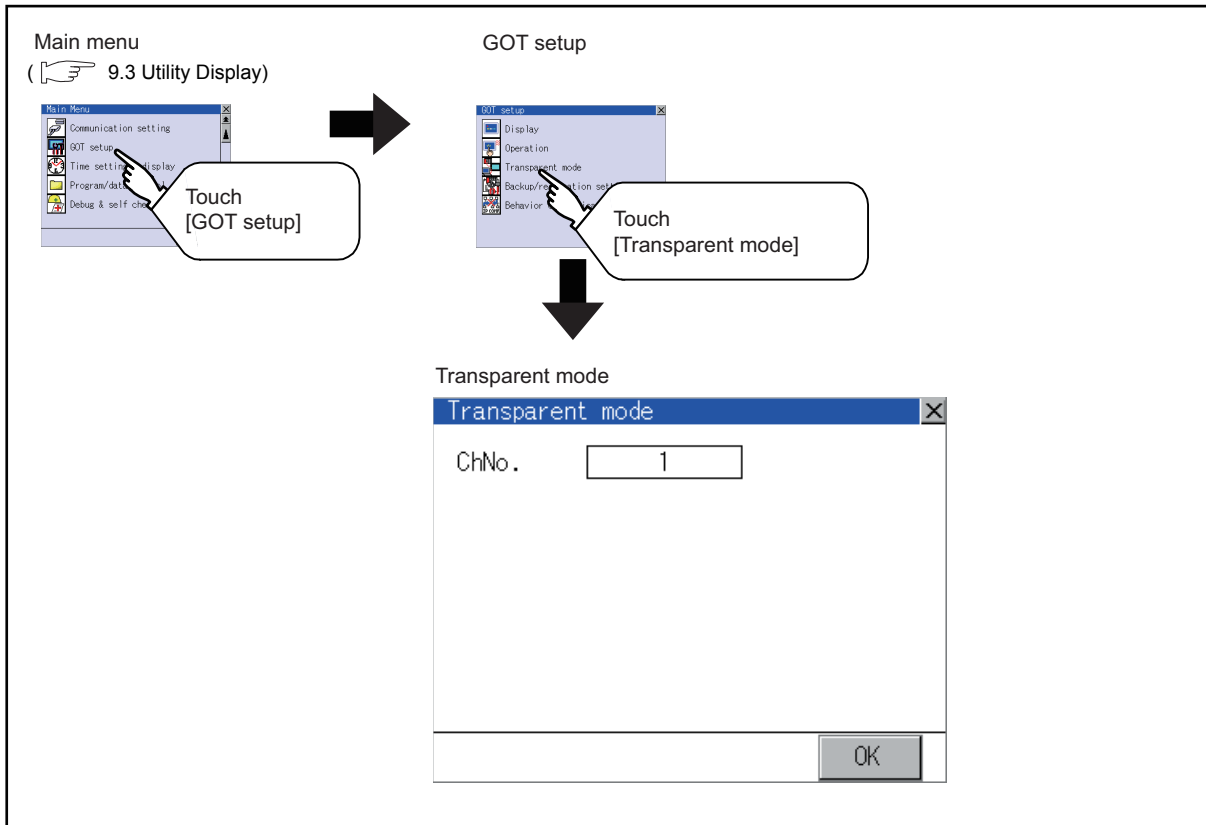 Main menu
( 9.3 Utility Display)
Main Menu
Communication setting
GOT setup
Time setting display
Program/data
Debug & self che
Touch
[GOT setup]
GOT setup
GOT setup
Display
Operation
Transparent mode
Backup/re ation set
Behavior
Touch
[Transparent mode]
Transparent mode
Transparent mode
ChNo. 1
OK